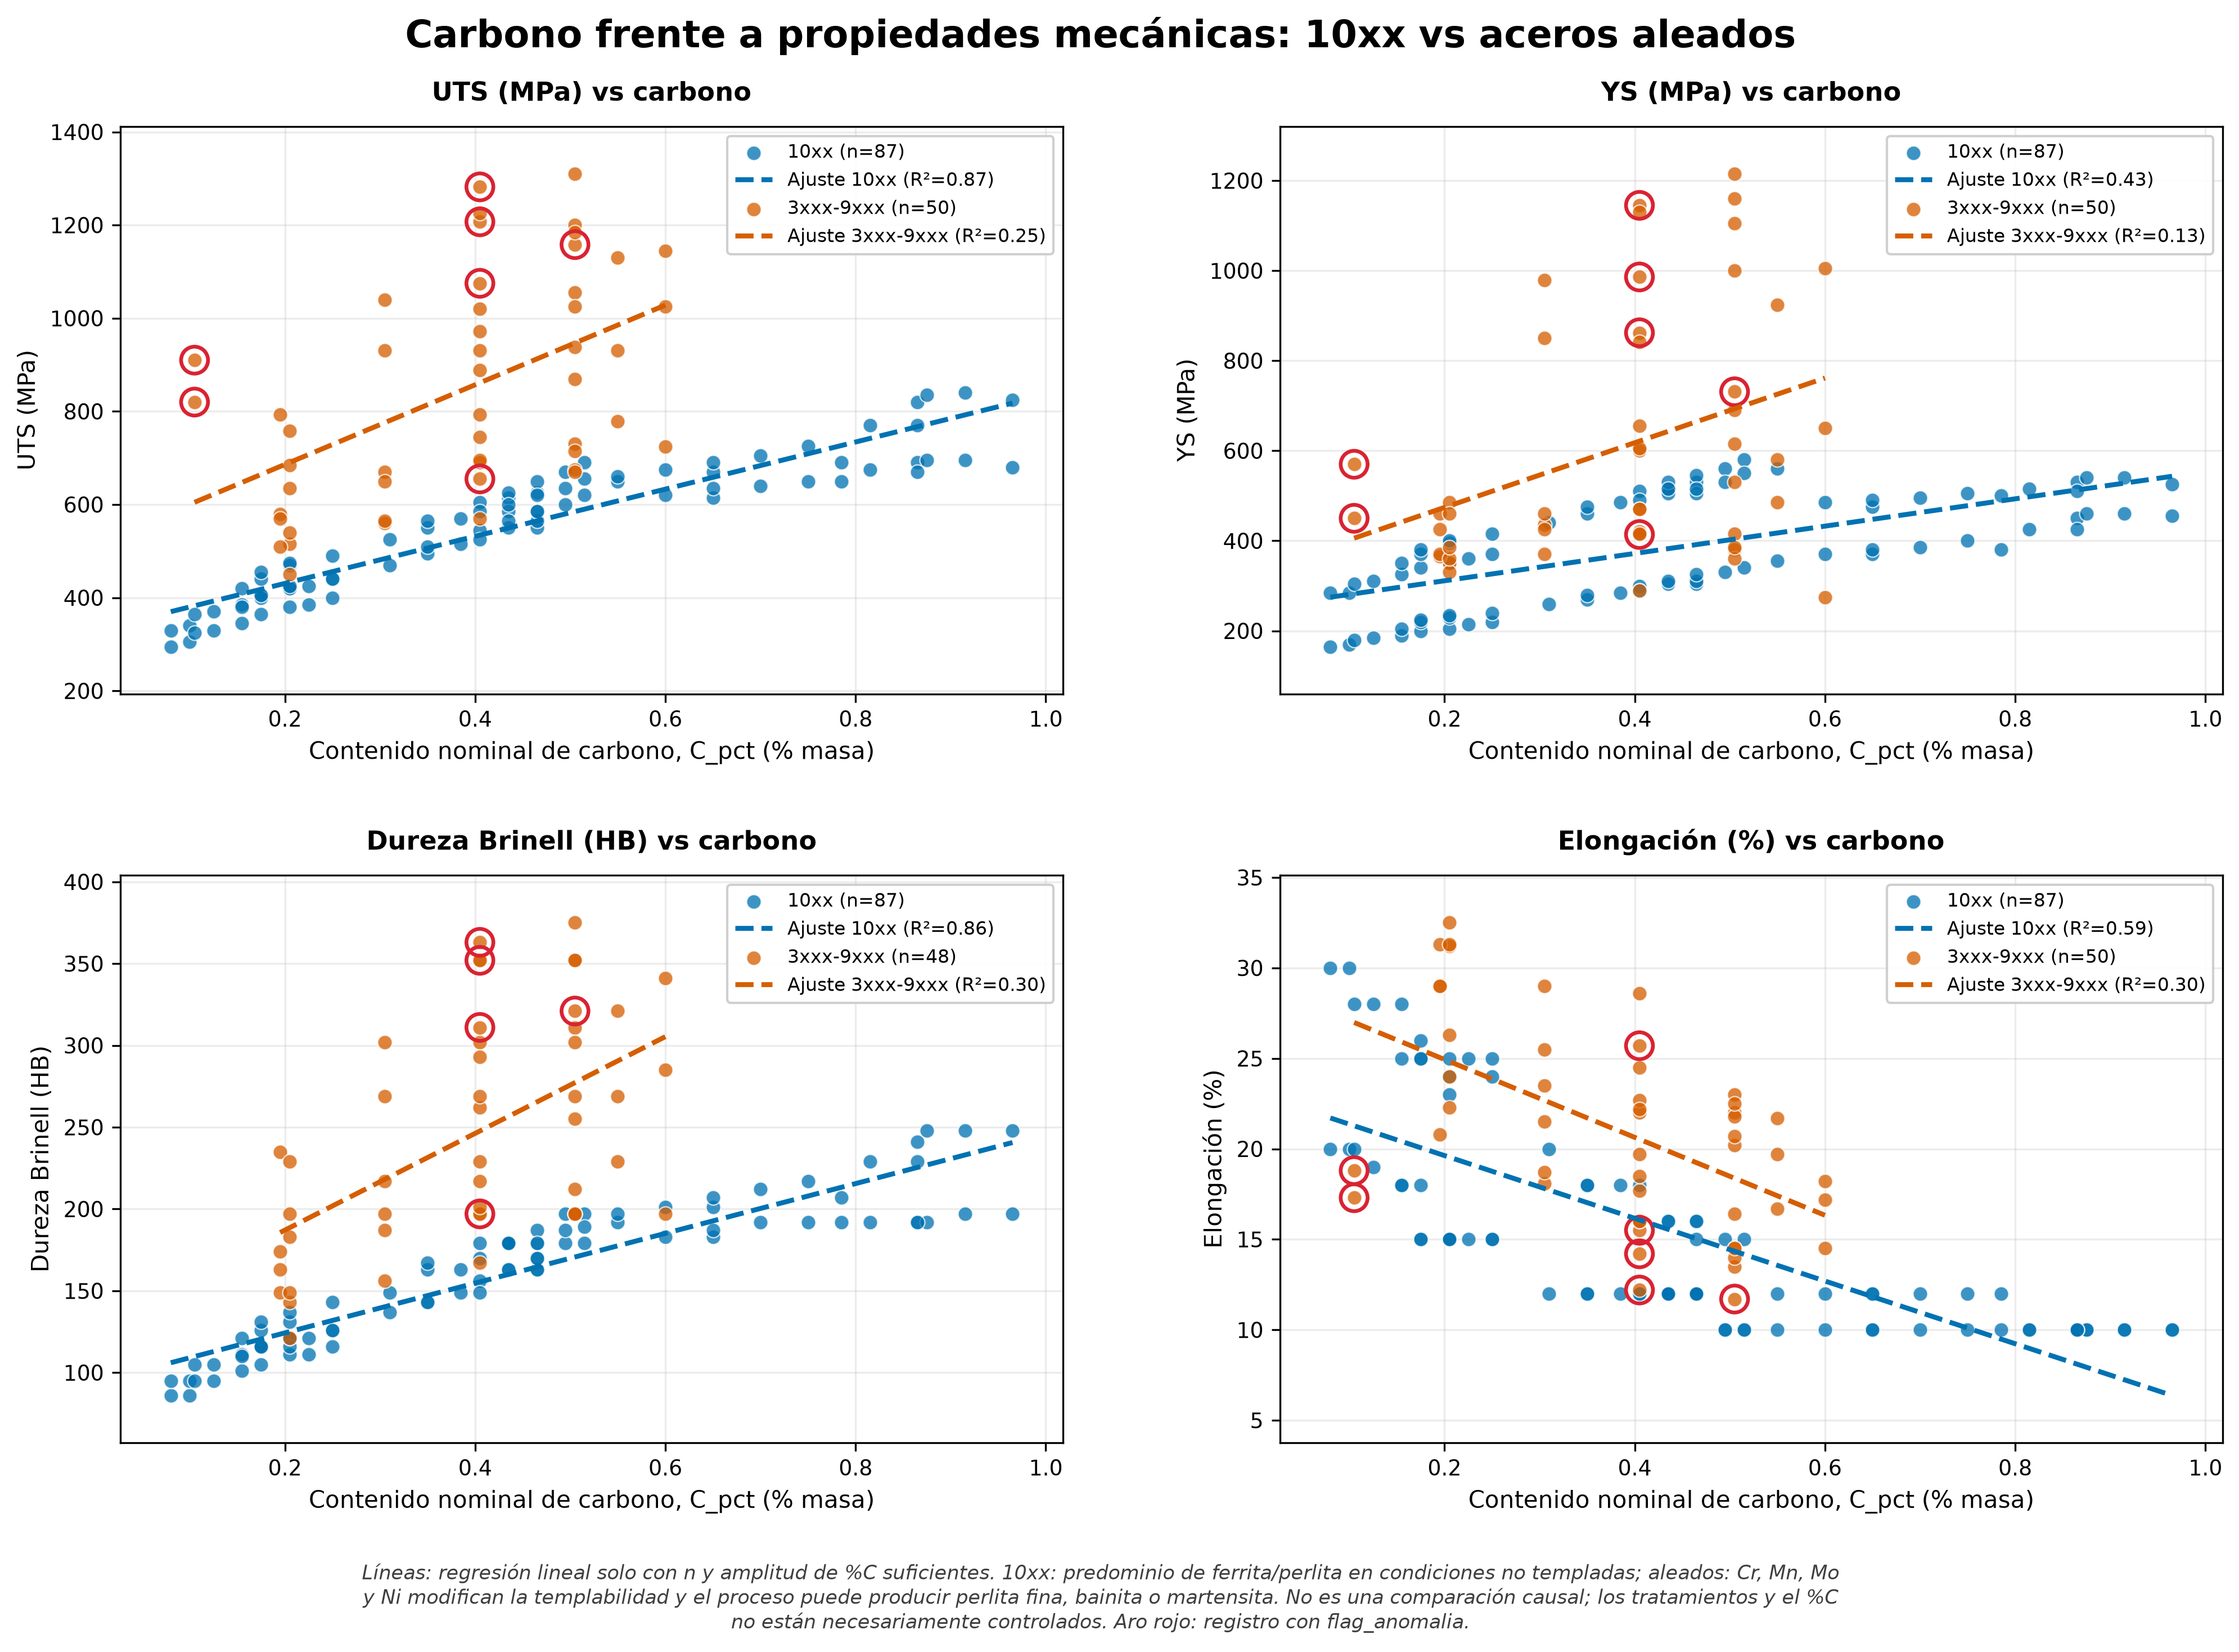 Carbono frente a propiedades mecánicas: 10xx vs aceros aleados
UTS (MPa) vs carbono
1400
1200
1000
800
600
400
200
UTS (MPa)
10xx (n=87)
Ajuste 10xx (R²=0.87)
3xxx-9xxx (n=50)
Ajuste 3xxx-9xxx (R²=0.25)
0.2
0.4
0.6
0.8
1.0
Contenido nominal de carbono, C_pct (% masa)
YS (MPa) vs carbono
1200
1000
800
600
400
200
YS (MPa)
10xx (n=87)
Ajuste 10xx (R²=0.43)
3xxx-9xxx (n=50)
Ajuste 3xxx-9xxx (R²=0.13)
0.2
0.4
0.6
0.8
1.0
Contenido nominal de carbono, C_pct (% masa)
Dureza Brinell (HB) vs carbono
400
350
300
250
200
150
100
Dureza Brinell (HB)
10xx (n=87)
Ajuste 10xx (R²=0.86)
3xxx-9xxx (n=48)
Ajuste 3xxx-9xxx (R²=0.30)
0.2
0.4
0.6
0.8
1.0
Contenido nominal de carbono, C_pct (% masa)
Elongación (%) vs carbono
35
30
25
20
15
10
5
Elongación (%)
10xx (n=87)
Ajuste 10xx (R²=0.59)
3xxx-9xxx (n=50)
Ajuste 3xxx-9xxx (R²=0.30)
0.2
0.4
0.6
0.8
1.0
Contenido nominal de carbono, C_pct (% masa)
Líneas: regresión lineal solo con n y amplitud de %C suficientes. 10xx: predominio de ferrita/perlita en condiciones no templadas; aleados: Cr, Mn, Mo
y Ni modifican la templabilidad y el proceso puede producir perlita fina, bainita o martensita. No es una comparación causal; los tratamientos y el %C
no están necesariamente controlados. Aro rojo: registro con flag_anomalia.